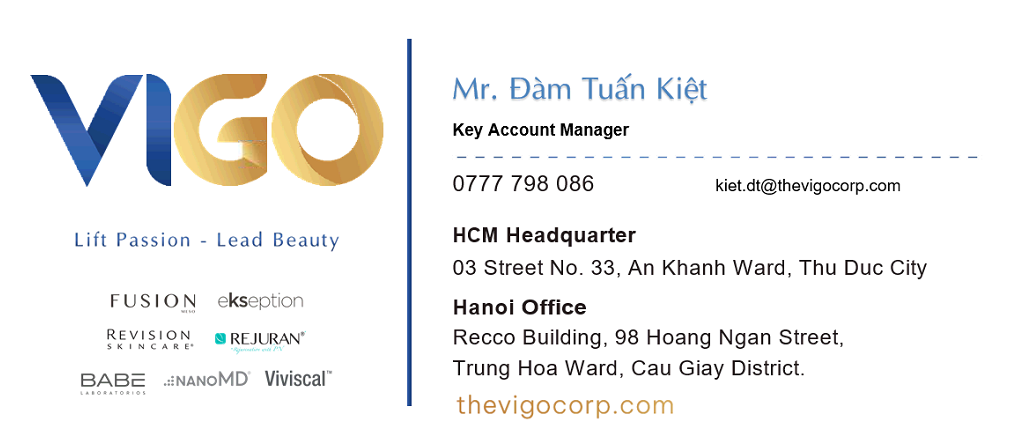 VIGO
Lift Passion - Lead Beauty
FUSION
MESO
ekseption
REVISION
SKINCARE®
REJURAN®
BABE
LABORATORIOS
nanoMD®
Viviscal™
Mr. Đàm Tuấn Kiệt
Key Account Manager
0777 798 086
kiet.dt@thevigocorp.com
HCM Headquarter
03 Street No. 33, An Khanh Ward, Thu Duc City
Hanoi Office
Recco Building, 98 Hoang Ngan Street,
Trung Hoa Ward, Cau Giay District.
thevigocorp.com